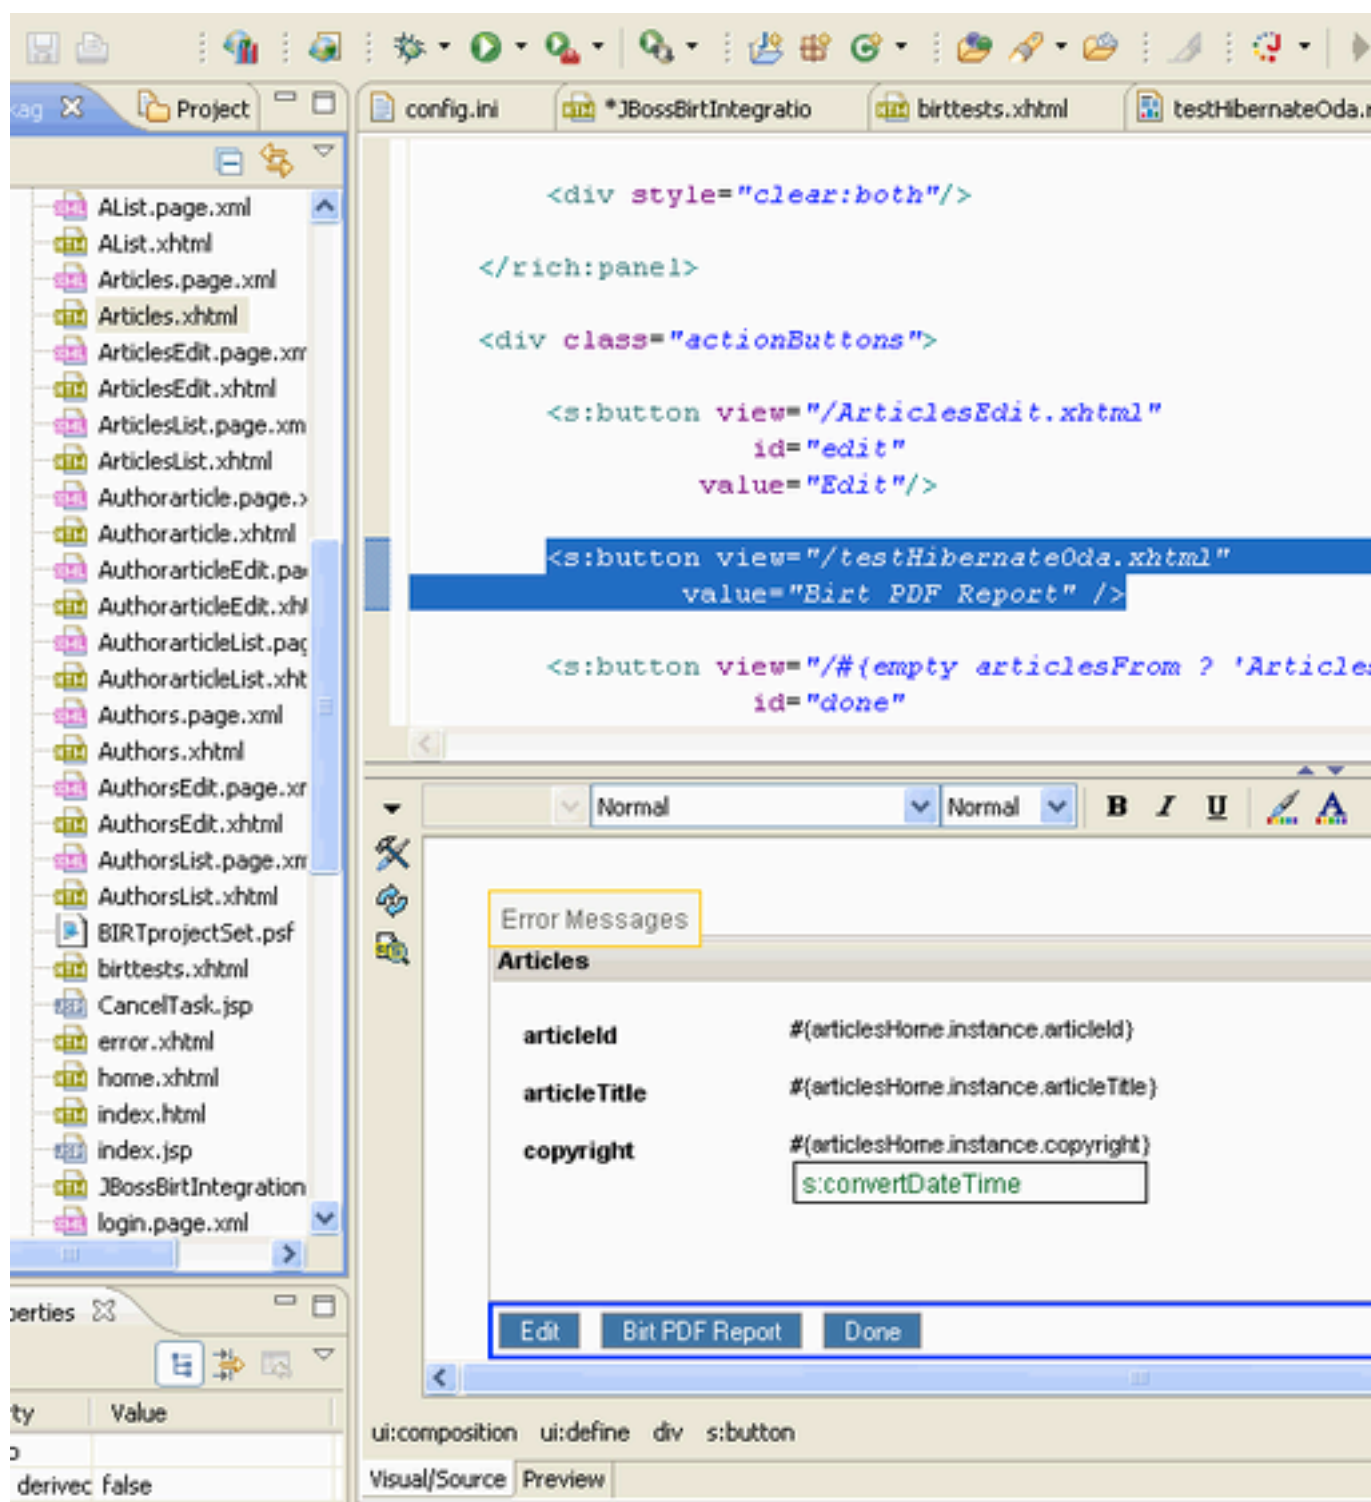 Project
config.ini
*JBossBirtIntegratio
birttests.xhtml
testHibernateOda.
AList.page.xml
AList.xhtml
Articles.page.xml
Articles.xhtml
ArticlesEdit.page.xm
ArticlesEdit.xhtml
ArticlesList.page.xm
ArticlesList.xhtml
Authorarticle.page.x
Authorarticle.xhtml
AuthorarticleEdit.pa
AuthorarticleEdit.xh
AuthorarticleList.pag
AuthorarticleList.xht
Authors.page.xml
Authors.xhtml
AuthorsEdit.page.xr
AuthorsEdit.xhtml
AuthorsList.page.xm
AuthorsList.xhtml
BIRTprojectSet.psf
birttests.xhtml
CancelTask.jsp
error.xhtml
home.xhtml
index.html
index.jsp
JBossBirtIntegration
login.page.xml
<div style="clear:both"/>
</rich:panel>
<div class="actionButtons">
<s:button view="/ArticlesEdit.xhtml"
id="edit"
value="Edit"/>
<s:button view="/testHibernateOda.xhtml"
value="Birt PDF Report" />
<s:button view="/#{empty articlesFrom ? 'Article
id="done"
Normal
Normal
B I U A
Error Messages
Articles
articleId #{articlesHome.instance.articleId}
articleTitle #{articlesHome.instance.articleTitle}
copyright #{articlesHome.instance.copyright}
s:convertDateTime
Edit
Birt PDF Report
Done
ui:composition ui:define div s:button
Visual/Source
Preview
perties
ty Value
derivec false